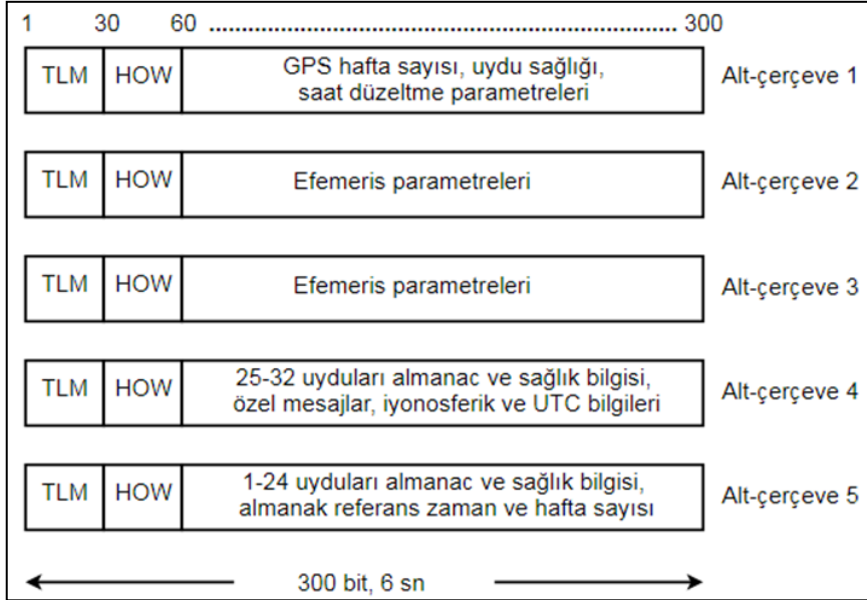 1 30 60 ........................................................................ 300
TLM HOW GPS hafta sayısı, uydu sağlığı,
saat düzeltme parametreleri Alt-çerçeve 1
TLM HOW Efemeris parametreleri Alt-çerçeve 2
TLM HOW Efemeris parametreleri Alt-çerçeve 3
TLM HOW 25-32 uyduları almanac ve sağlık bilgisi,
özel mesajlar, iyonosferik ve UTC bilgileri Alt-çerçeve 4
TLM HOW 1-24 uyduları almanac ve sağlık bilgisi,
almanak referans zaman ve hafta sayısı Alt-çerçeve 5
300 bit, 6 sn